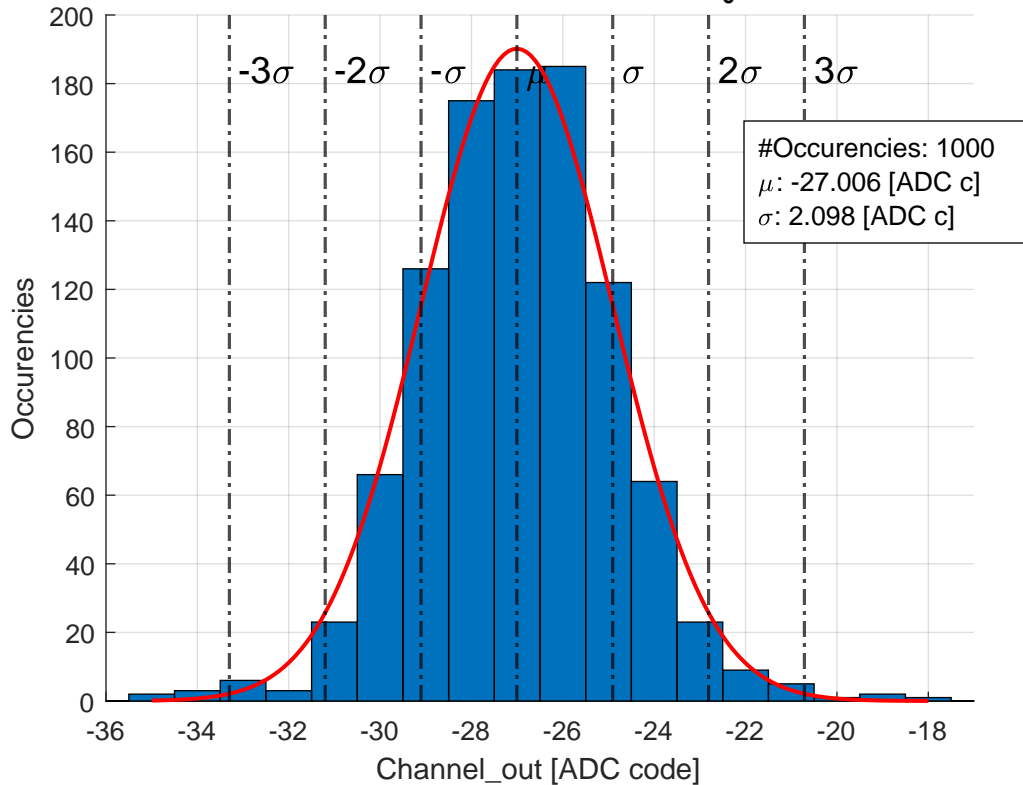 200
180
160
140
120
100
80
60
40
20
0
Occurencies
-3σ
-2σ
-σ
μ
σ
2σ
3σ
#Occurencies: 1000
μ: -27.006 [ADC c]
σ: 2.098 [ADC c]
-36
-34
-32
-30
-28
-26
-24
-22
-20
-18
Channel_out [ADC code]